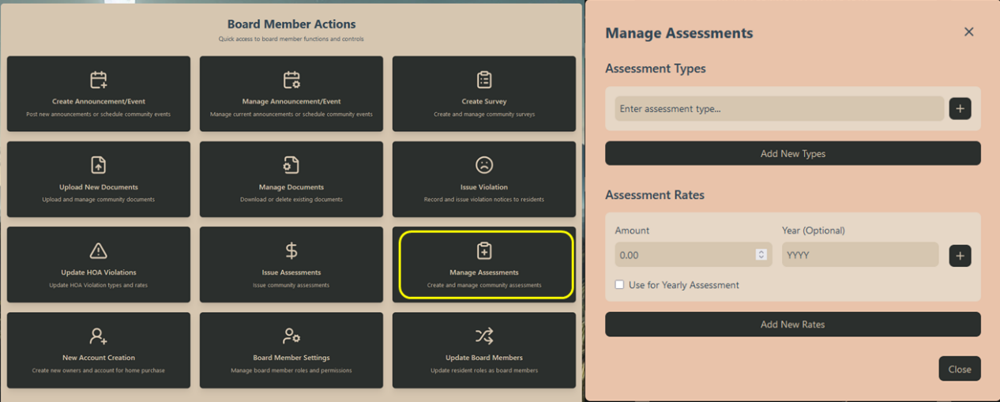 Board Member Actions
Quick access to board member functions and controls
Create Announcement/Event
Post new announcements or schedule community events
Manage Announcement/Event
Manage current announcements or schedule community events
Create Survey
Create and manage community surveys
Upload New Documents
Upload and manage community documents
Manage Documents
Download or delete existing documents
Issue Violation
Record and issue violation notices to residents
Update HOA Violations
Update HOA Violation types and rates
Issue Assessments
Issue community assessments
Manage Assessments
Create and manage community assessments
New Account Creation
Create new owners and account for home purchase
Board Member Settings
Manage board member roles and permissions
Update Board Members
Update resident roles as board members
Manage Assessments
Assessment Types
Enter assessment type...
Add New Types
Assessment Rates
Amount
Year (Optional)
0.00
YYYY
Use for Yearly Assessment
Add New Rates
Close